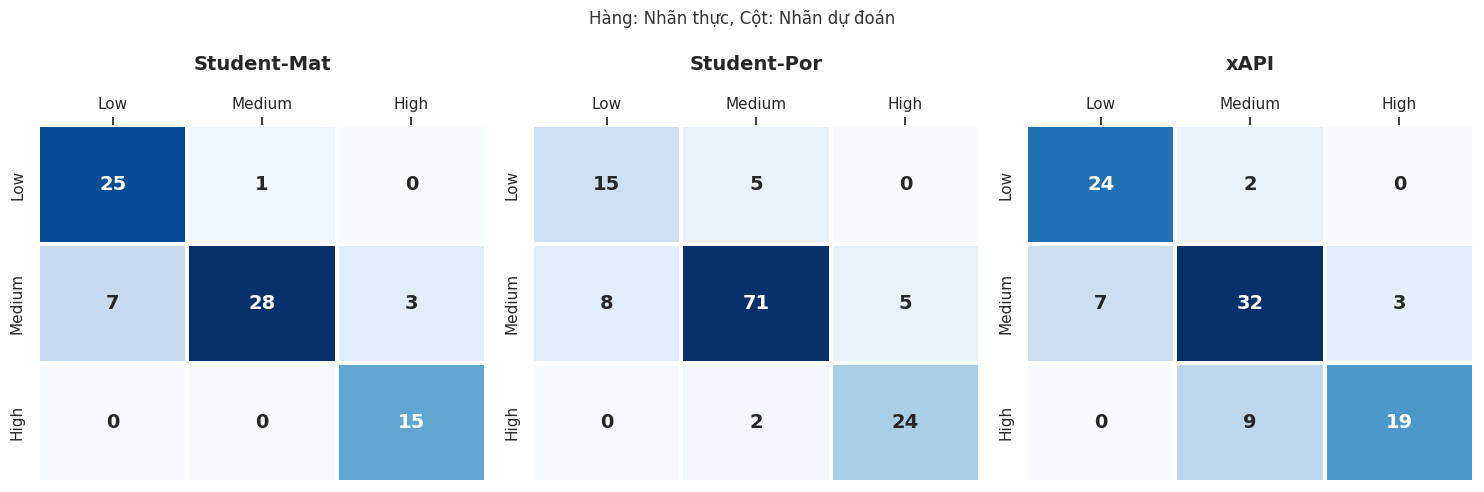 Hàng: Nhãn thực, Cột: Nhãn dự đoán
Student-Mat
Low Medium High
Low 25 1 0
Medium 7 28 3
High 0 0 15
Student-Por
Low Medium High
Low 15 5 0
Medium 8 71 5
High 0 2 24
xAPI
Low Medium High
Low 24 2 0
Medium 7 32 3
High 0 9 19